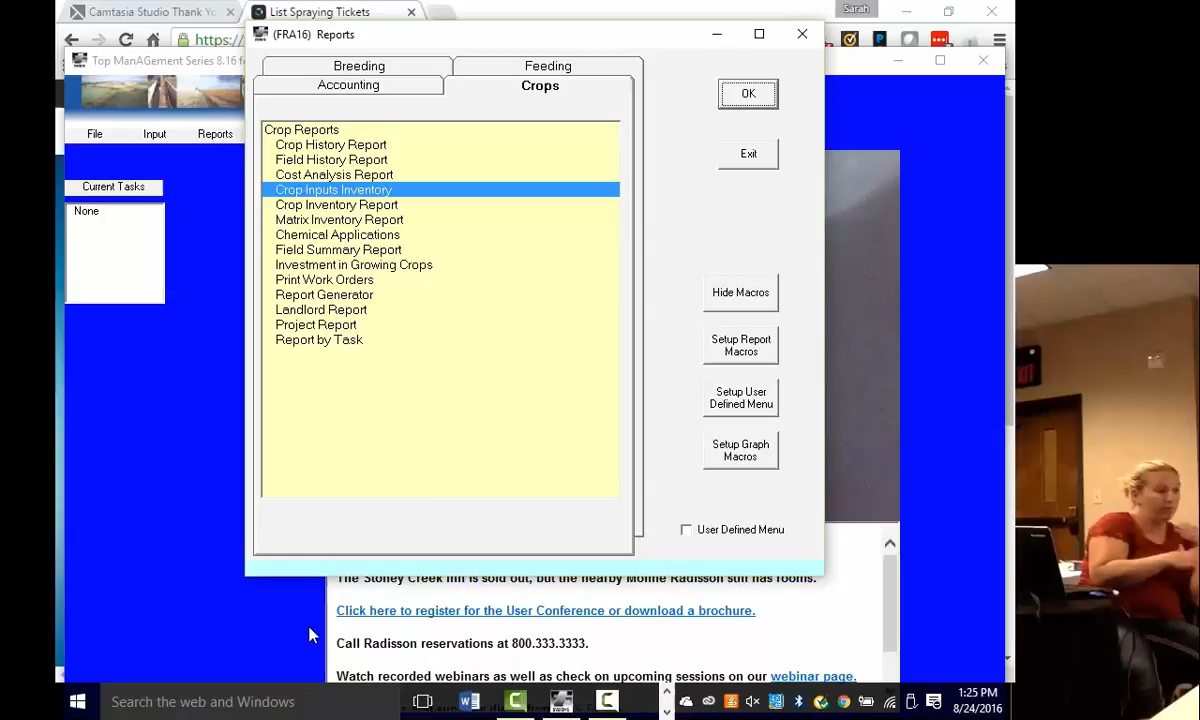 Camtasia Studio Thank Yo
List Spraying Tickets
Sarah
https:/
(FRA16) Reports
Top ManAGement Series 8.16 f
File
Input
Reports
Current Tasks
None
Breeding
Feeding
Accounting
Crops
Crop Reports
Crop History Report
Field History Report
Cost Analysis Report
Crop Inputs Inventory
Crop Inventory Report
Matrix Inventory Report
Chemical Applications
Field Summary Report
Investment in Growing Crops
Print Work Orders
Report Generator
Landlord Report
Project Report
Report by Task
OK
Exit
Hide Macros
Setup Report
Macros
Setup User
Defined Menu
Setup Graph
Macros
User Defined Menu
EXIT
The Stoney Creek Inn is sold out, but the nearby Moline Radisson still has rooms.
Click here to register for the User Conference or download a brochure.
Call Radisson reservations at 800.333.3333.
Watch recorded webinars as well as check on upcoming sessions on our webinar page.
Search the web and Windows
1:25 PM
8/24/2016